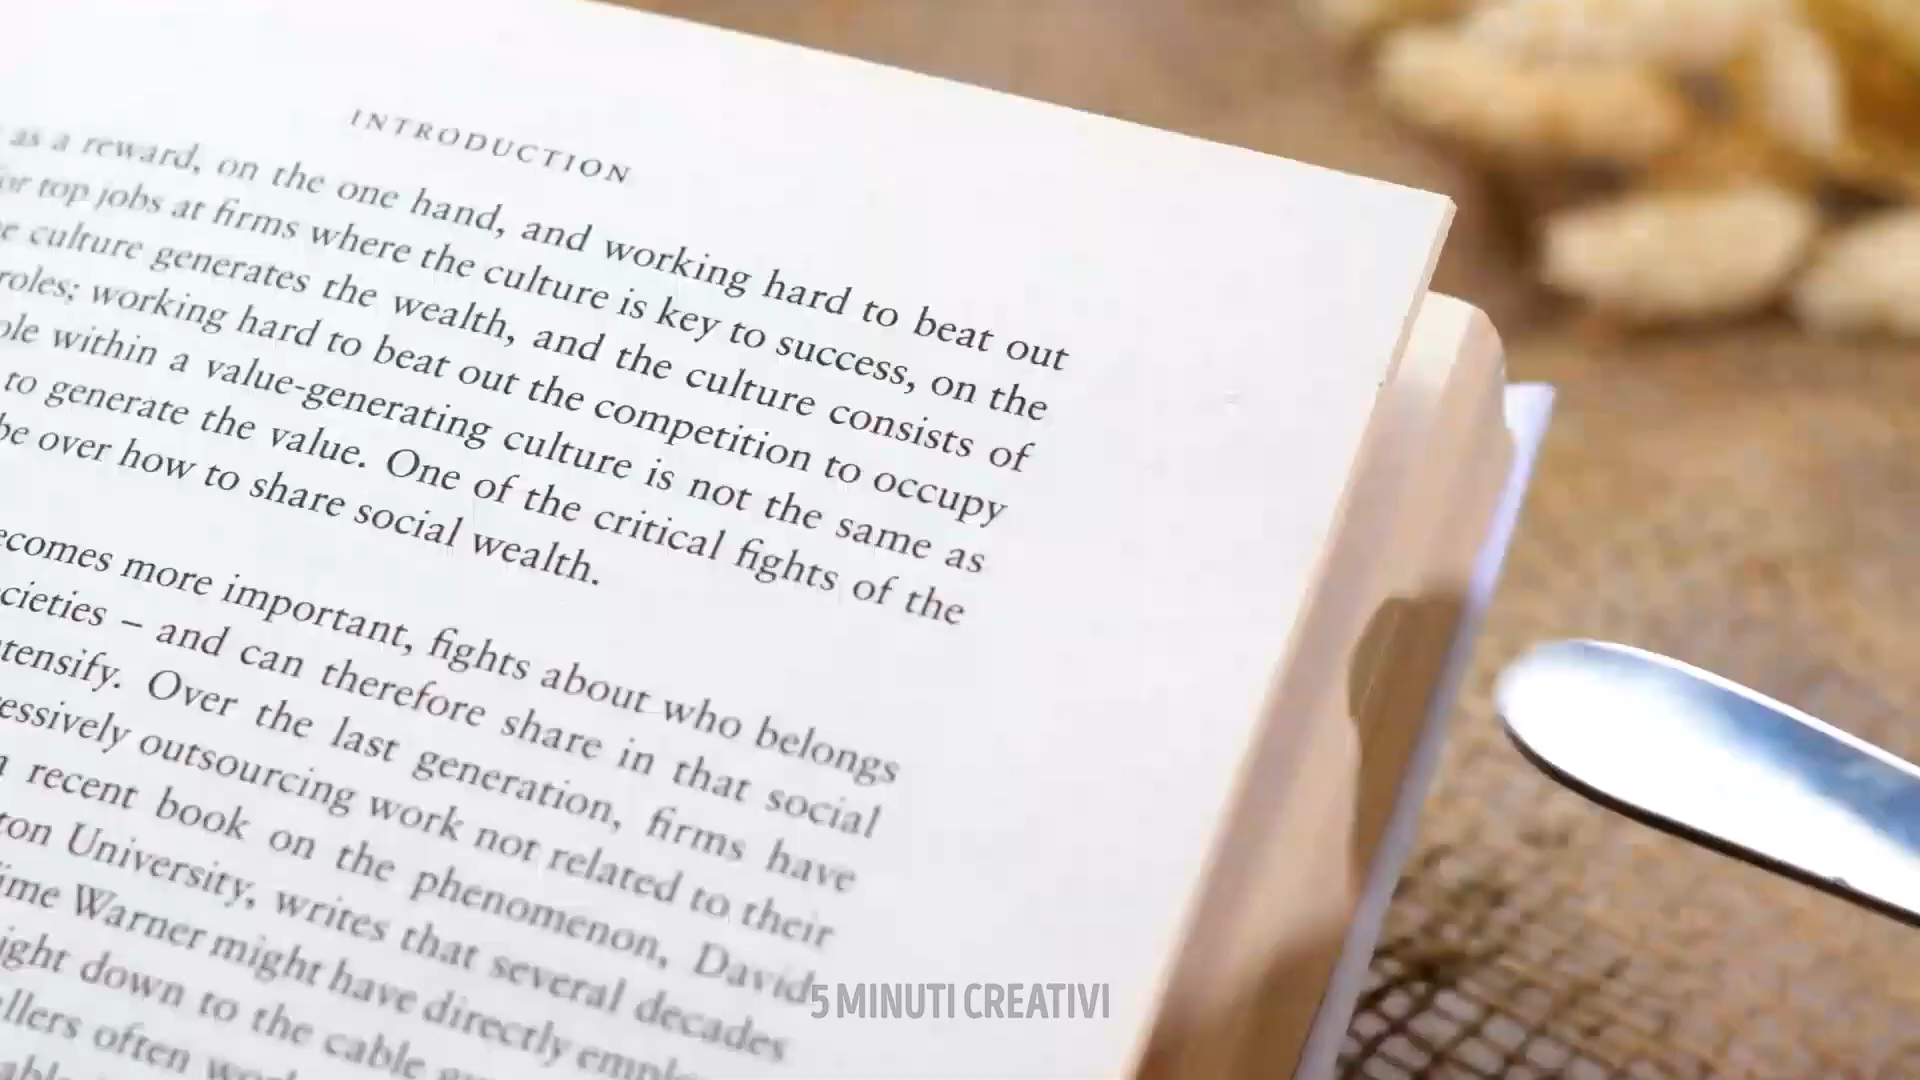 INTRODUCTION
as a reward, on the one hand, and working hard to beat out
for top jobs at firms where the culture is key to success, on the
culture generates the wealth, and the culture consists of
roles; working hard to beat out the competition to occupy
within a value-generating culture is not the same as
to generate the value. One of the critical fights of the
be over how to share social wealth.
ecomes more important, fights about who belongs
cieties – and can therefore share in that social
tensify. Over the last generation, firms have
essively outsourcing work not related to their
recent book on the phenomenon, David
ton University, writes that several decades
ime Warner might have directly emplo
ight down to the cable
llers often
5 MINUTI CREATIVI